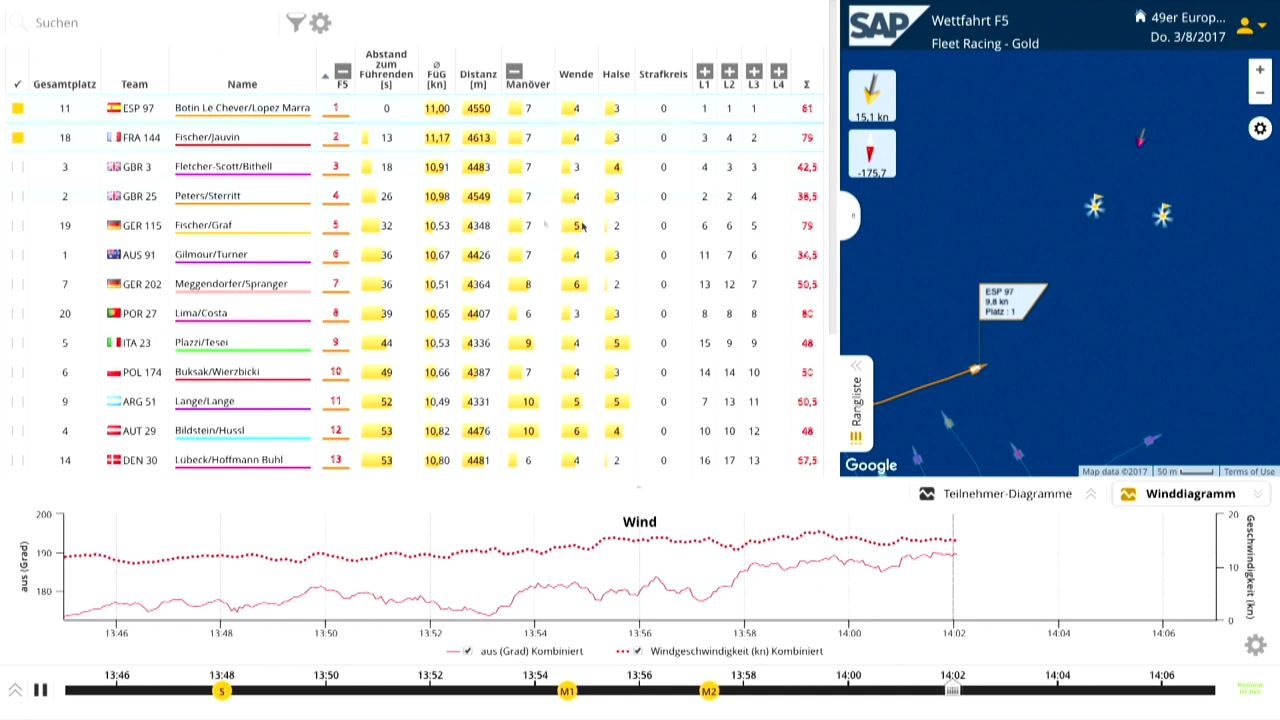 Suchen
Gesamtplatz Team Name F5 Abstand zum Führenden [s] ∅ FüG [kn] Distanz [m] Manöver Wende Halse Strafkreis L1 L2 L3 L4 Σ
11 ESP 97 Botin Le Chever/Lopez Marra 1 0 11,00 4550 7 4 3 0 1 1 1 61
18 FRA 144 Fischer/Jauvin 2 13 11,17 4613 7 4 3 0 3 4 2 79
3 GBR 3 Fletcher-Scott/Bithell 3 18 10,91 4483 7 3 4 0 4 3 3 42,5
2 GBR 25 Peters/Sterritt 4 26 10,98 4549 7 4 3 0 2 2 4 38,5
19 GER 115 Fischer/Graf 5 32 10,53 4348 7 5 2 0 6 6 5 79
1 AUS 91 Gilmour/Turner 6 36 10,67 4426 7 4 3 0 11 7 6 34,5
7 GER 202 Meggendorfer/Spranger 7 36 10,51 4364 8 6 2 0 13 12 7 50,5
20 POR 27 Lima/Costa 8 39 10,65 4407 6 3 3 0 8 8 8 80
5 ITA 23 Plazzi/Tesei 9 44 10,53 4336 9 4 5 0 15 9 9 48
6 POL 174 Buksak/Wierzbicki 10 49 10,66 4387 7 4 3 0 14 14 10 50
9 ARG 51 Lange/Lange 11 52 10,49 4331 10 5 5 0 7 13 11 60,5
4 AUT 29 Bildstein/Hussl 12 53 10,82 4476 10 6 4 0 10 10 12 48
14 DEN 30 Lübeck/Hoffmann Buhl 13 53 10,80 4481 6 4 2 0 16 17 13 67,5
SAP
Wettfahrt F5
Fleet Racing - Gold
49er Europ...
Do. 3/8/2017
15,1 kn
-175,7
ESP 97
9,8 kn
Platz : 1
Rangliste
Google
Map data ©2017 50 m Terms of Use
Teilnehmer-Diagramme Winddiagramm
Wind
aus (Grad)
200
190
180
20
10
0
Geschwindigkeit (kn)
13:46 13:48 13:50 13:52 13:54 13:56 13:58 14:00 14:02 14:04 14:06
aus (Grad) Kombiniert Windgeschwindigkeit (kn) Kombiniert
13:46 13:48 13:50 13:52 13:54 13:56 13:58 14:00 14:02 14:04 14:06
S M1 M2